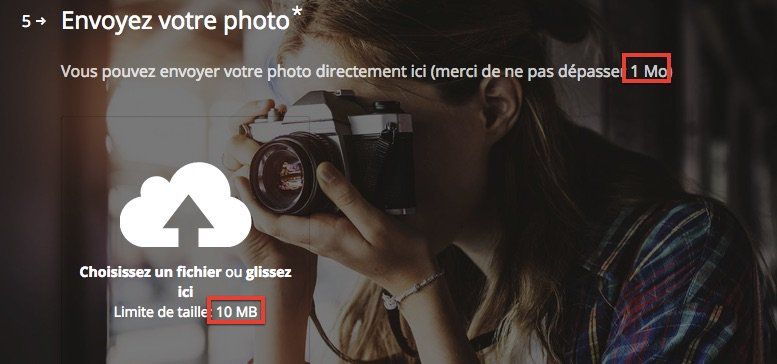 5→ Envoyez votre photo*
Vous pouvez envoyer votre photo directement ici (merci de ne pas dépasser 1 Mo)
Choisissez un fichier ou glissez
ici
Limite de taille: 10 MB